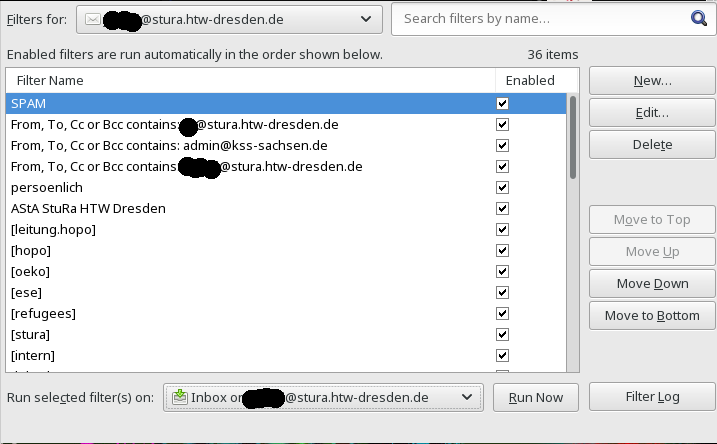 Filters for: @stura.htw-dresden.de
Search filters by name...
Enabled filters are run automatically in the order shown below.
36 items
Filter Name
Enabled
SPAM
From, To, Cc or Bcc contains: @stura.htw-dresden.de
From, To, Cc or Bcc contains: admin@kss-sachsen.de
From, To, Cc or Bcc contains: @stura.htw-dresden.de
persoenlich
AStA StuRa HTW Dresden
[leitung.hopo]
[hopo]
[oeko]
[ese]
[refugees]
[stura]
[intern]
New...
Edit...
Delete
Move to Top
Move Up
Move Down
Move to Bottom
Run selected filter(s) on: Inbox on @stura.htw-dresden.de
Run Now
Filter Log